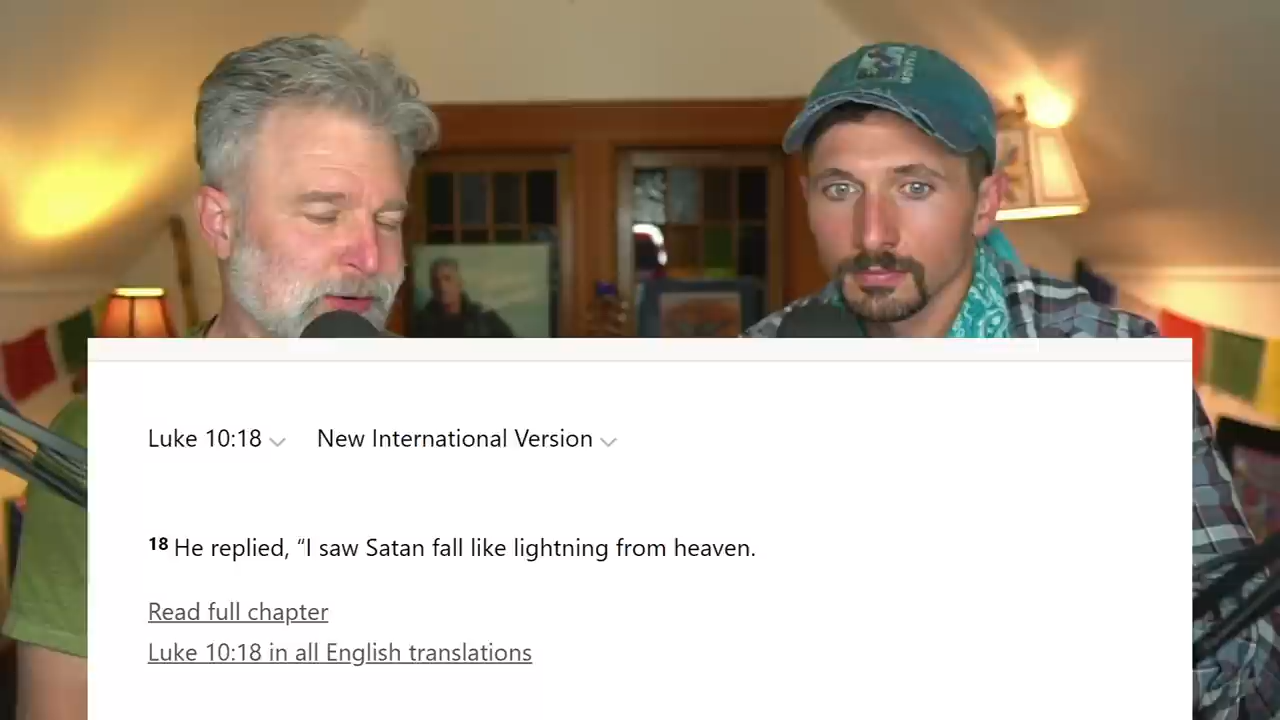 Luke 10:18 New International Version
18 He replied, “I saw Satan fall like lightning from heaven.
Read full chapter
Luke 10:18 in all English translations